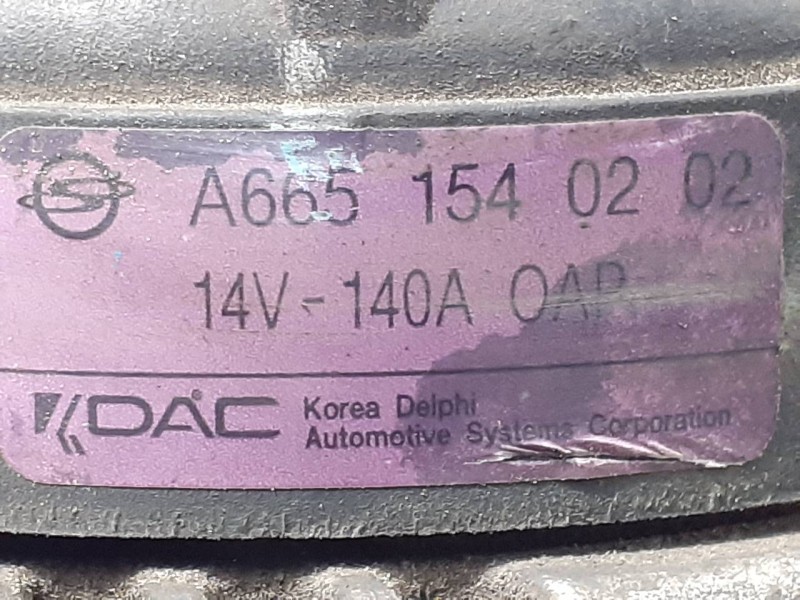 A665 154 02 02
14V-140A OAP
KDAC Korea Delphi
Automotive Systems Corporation